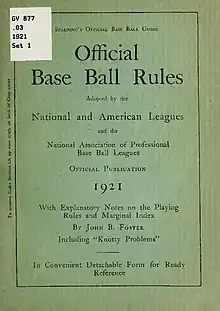 GV 877
.03
1921
Set 1
SPALDING'S OFFICIAL BASE BALL GUIDE
Official
Base Ball Rules
Adopted by the
National and American Leagues
and the
National Association of Professional
Base Ball Leagues
OFFICIAL PUBLICATION
1921
With Explanatory Notes on the Playing
Rules and Marginal Index
BY JOHN B. FOSTER
Including "Knotty Problems"
In Convenient Detachable Form for Ready
Reference